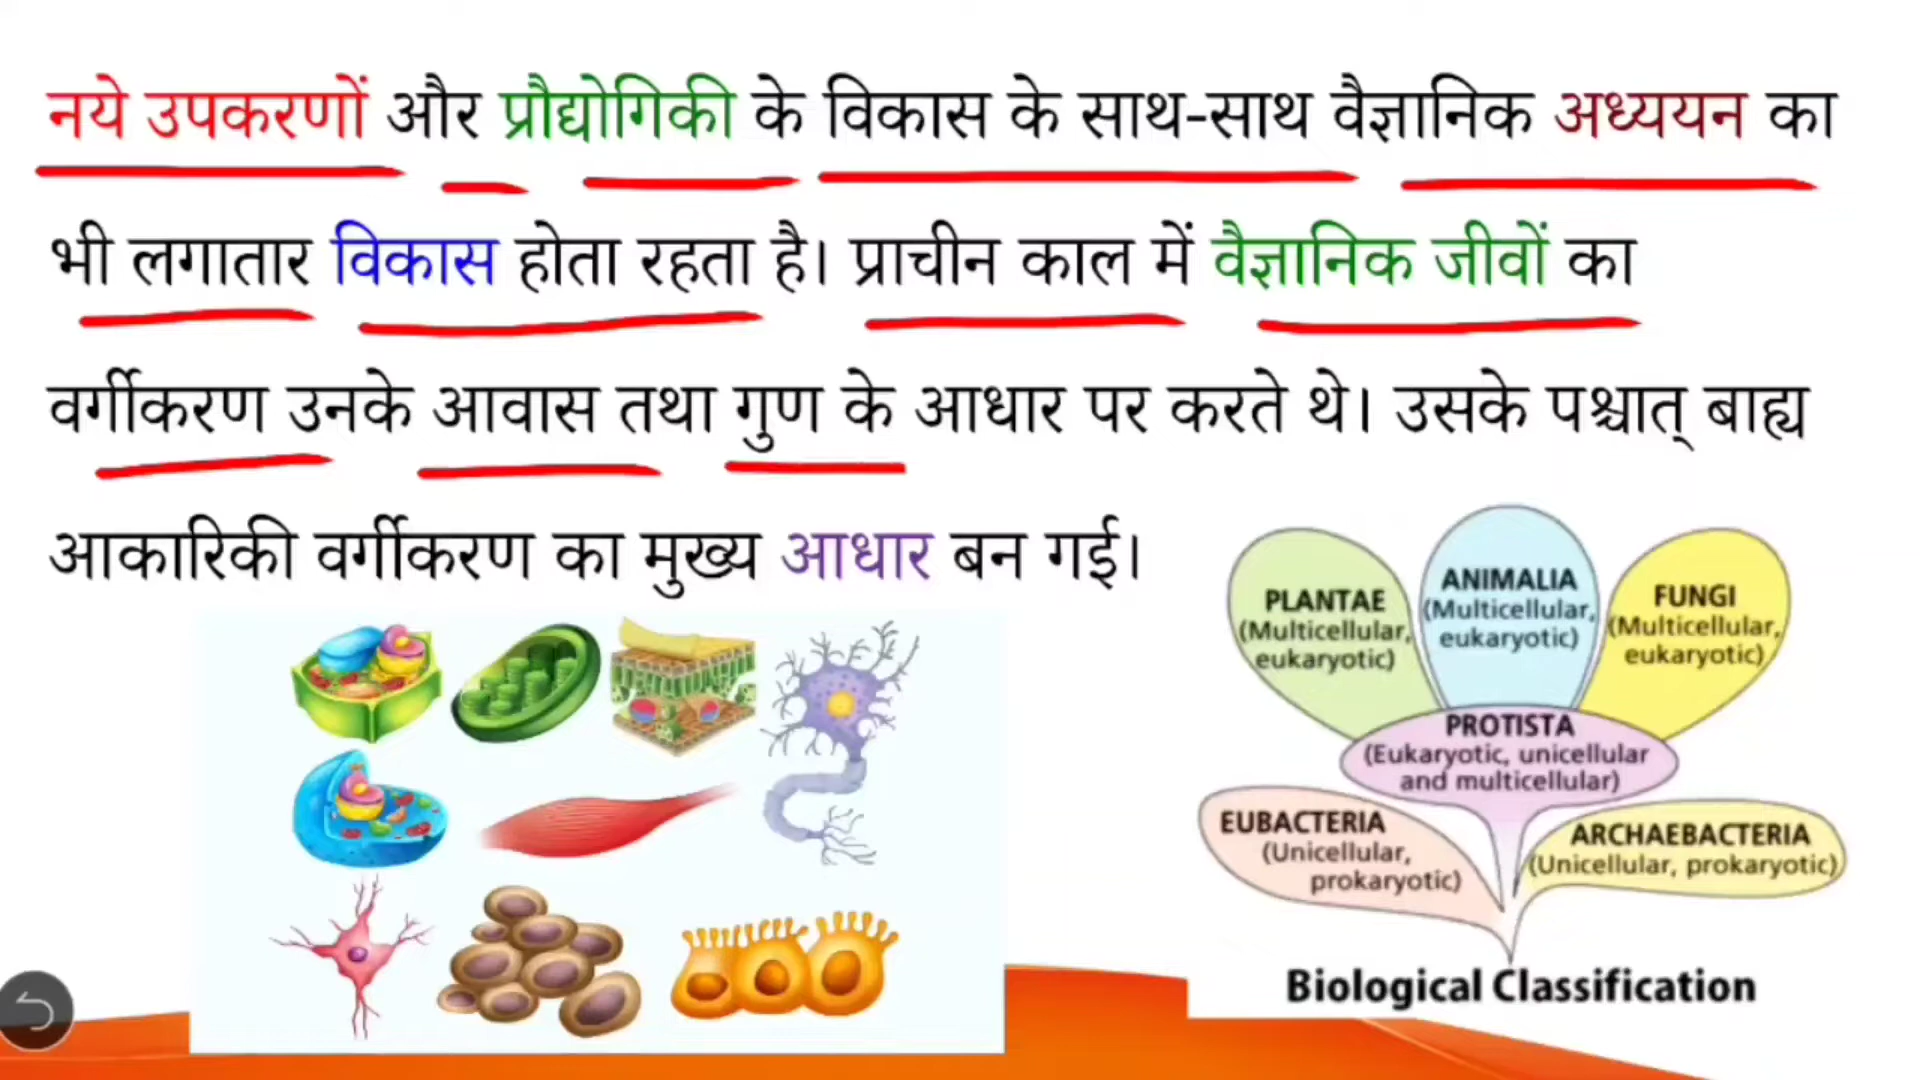 नये उपकरणों और प्रौद्योगिकी के विकास के साथ-साथ वैज्ञानिक अध्ययन का
भी लगातार विकास होता रहता है। प्राचीन काल में वैज्ञानिक जीवों का
वर्गीकरण उनके आवास तथा गुण के आधार पर करते थे। उसके पश्चात् बाह्य
आकारिकी वर्गीकरण का मुख्य आधार बन गई।
PLANTAE
(Multicellular,
eukaryotic)
ANIMALIA
(Multicellular,
eukaryotic)
FUNGI
(Multicellular,
eukaryotic)
PROTISTA
(Eukaryotic, unicellular
and multicellular)
EUBACTERIA
(Unicellular,
prokaryotic)
ARCHAEBACTERIA
(Unicellular, prokaryotic)
Biological Classification